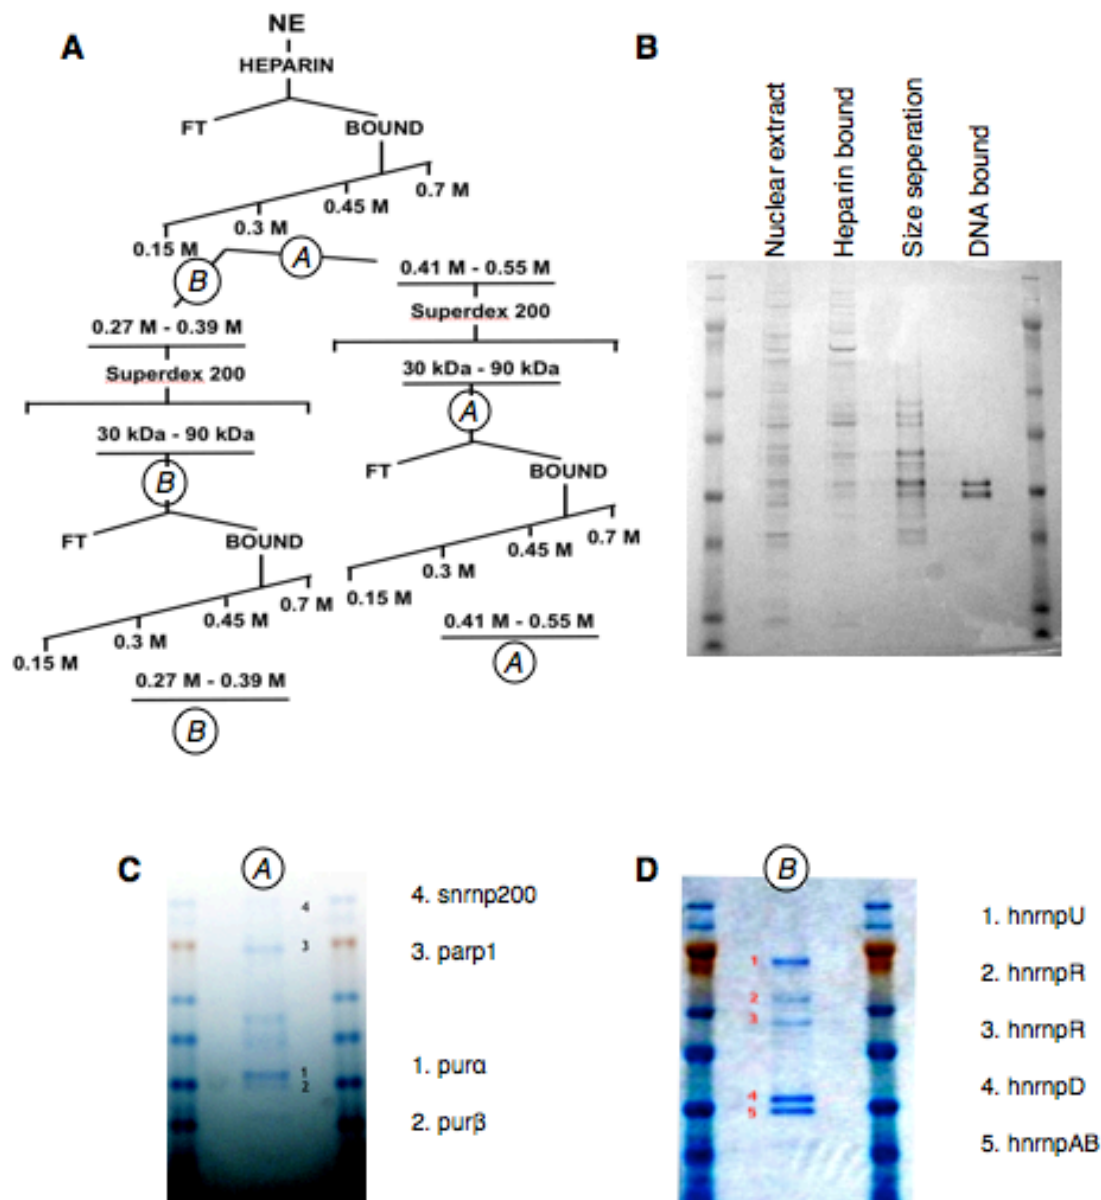 A
NE
HEPARIN
FT
BOUND
0.7 M
0.45 M
0.3 M
0.15 M
A
B
0.41 M - 0.55 M
Superdex 200
30 kDa - 90 kDa
A
FT
BOUND
0.7 M
0.45 M
0.3 M
0.15 M
0.41 M - 0.55 M
A
0.27 M - 0.39 M
Superdex 200
30 kDa - 90 kDa
B
FT
BOUND
0.7 M
0.45 M
0.3 M
0.15 M
0.27 M - 0.39 M
B
B
Nuclear extract
Heparin bound
Size seperation
DNA bound
C
A
4
3
1
2
4. snrnp200
3. parp1
1. purα
2. purβ
D
B
1
2
3
4
5
1. hnrnpU
2. hnrnpR
3. hnrnpR
4. hnrnpD
5. hnrnpAB